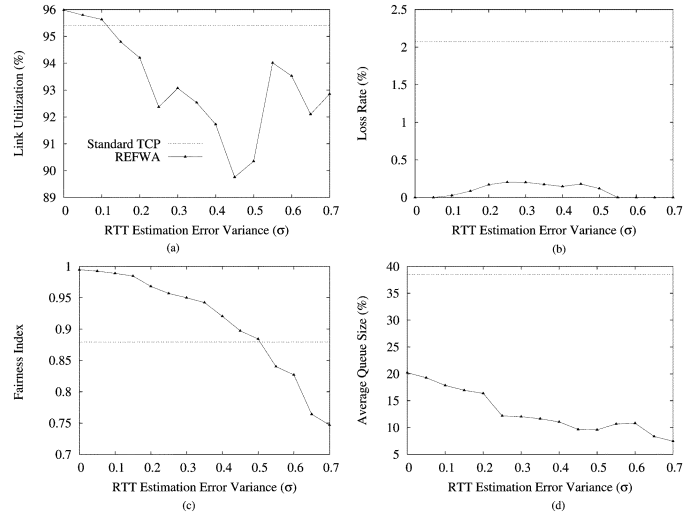 96
95
94
93
92
91
90
89
Link Utilization (%)
Standard TCP
REFWA
0 0.1 0.2 0.3 0.4 0.5 0.6 0.7
RTT Estimation Error Variance (σ)
(a)
2.5
2
1.5
1
0.5
0
Loss Rate (%)
0 0.1 0.2 0.3 0.4 0.5 0.6 0.7
RTT Estimation Error Variance (σ)
(b)
1
0.95
0.9
0.85
0.8
0.75
0.7
Fairness Index
0 0.1 0.2 0.3 0.4 0.5 0.6 0.7
RTT Estimation Error Variance (σ)
(c)
40
35
30
25
20
15
10
5
Average Queue Size (%)
0 0.1 0.2 0.3 0.4 0.5 0.6 0.7
RTT Estimation Error Variance (σ)
(d)